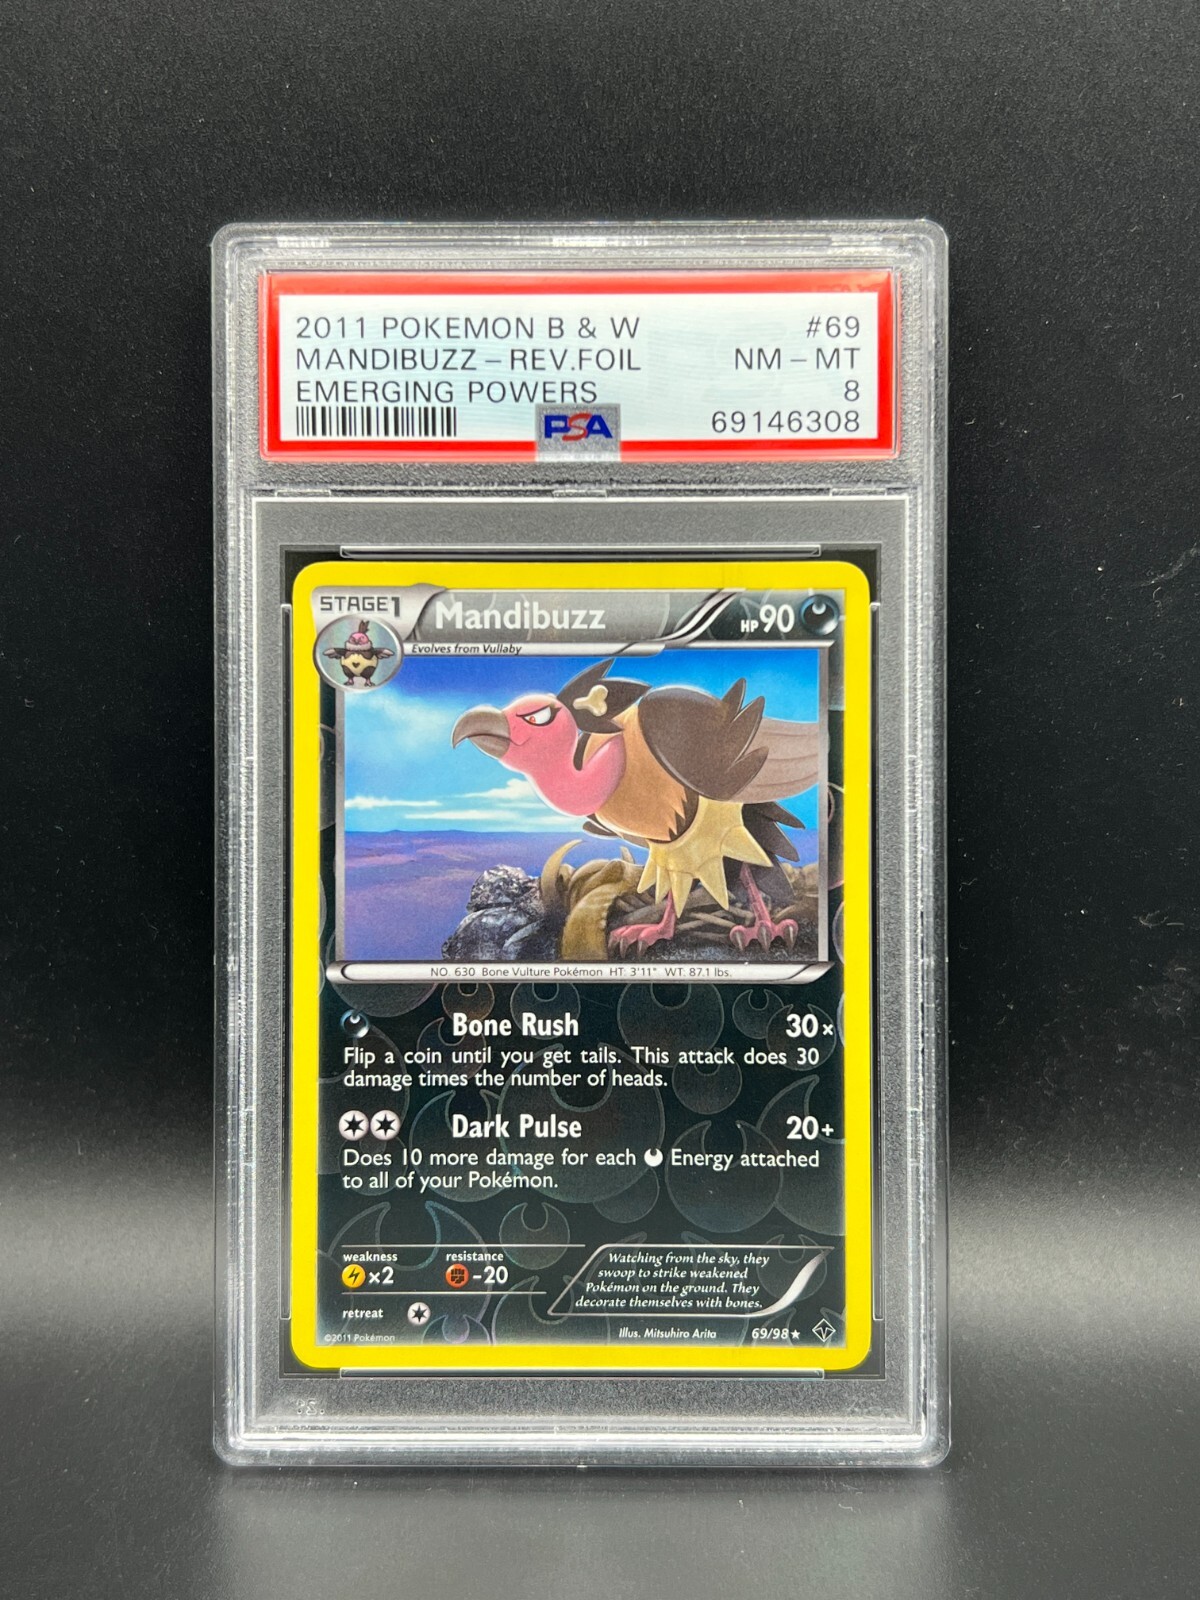 2011 POKEMON B & W #69
MANDIBUZZ - REV.FOIL NM - MT
EMERGING POWERS 8
PSA 69146308
STAGE1 Mandibuzz HP90
Evolves from Vullaby
NO. 630 Bone Vulture Pokémon HT: 3'11" WT: 87.1 lbs.
Bone Rush 30×
Flip a coin until you get tails. This attack does 30
damage times the number of heads.
Dark Pulse 20+
Does 10 more damage for each Energy attached
to all of your Pokémon.
weakness resistance
×2 -20
retreat
Watching from the sky, they
swoop to strike weakened
Pokémon on the ground. They
decorate themselves with bones.
©2011 Pokémon Illus. Mitsuhiro Arita 69/98★